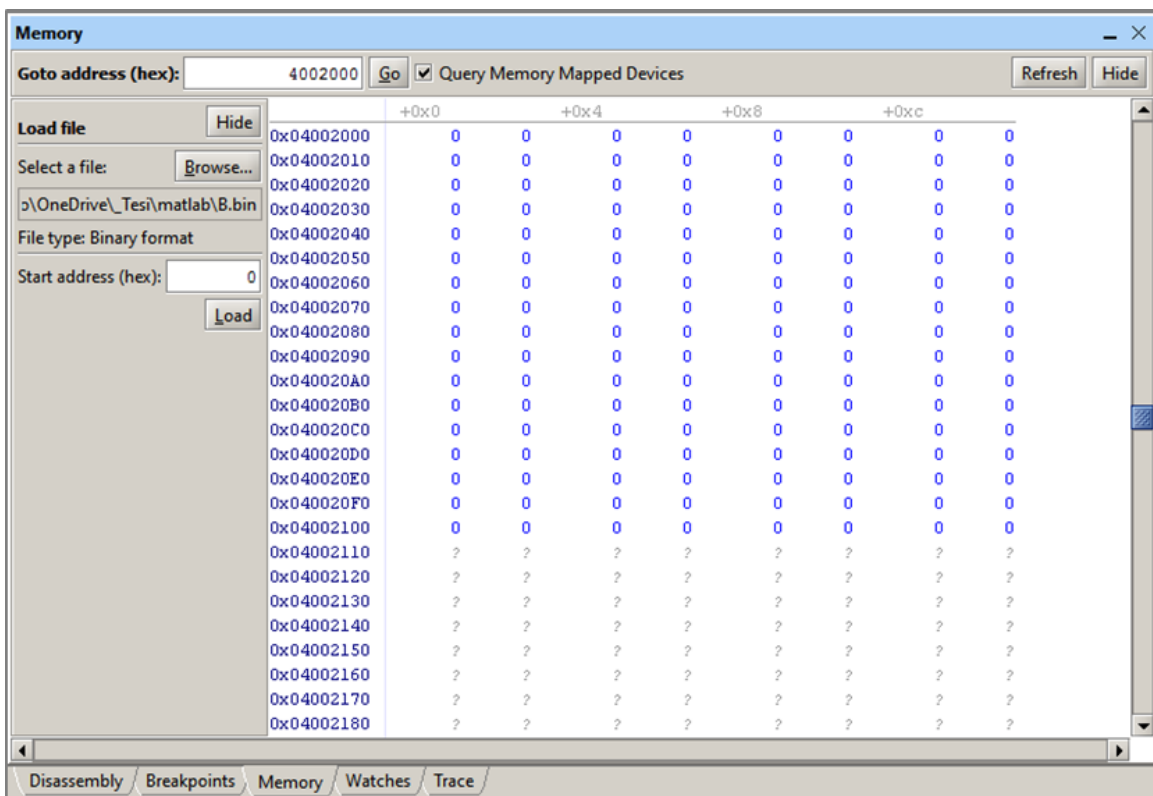 Memory
Goto address (hex): 4002000 Go Query Memory Mapped Devices Refresh Hide
Load file Hide
Select a file: Browse...
o\OneDrive\_Tesi\matlab\B.bin
File type: Binary format
Start address (hex): 0
Load
+0x0 +0x4 +0x8 +0xc
0x04002000 0 0 0 0 0 0 0 0
0x04002010 0 0 0 0 0 0 0 0
0x04002020 0 0 0 0 0 0 0 0
0x04002030 0 0 0 0 0 0 0 0
0x04002040 0 0 0 0 0 0 0 0
0x04002050 0 0 0 0 0 0 0 0
0x04002060 0 0 0 0 0 0 0 0
0x04002070 0 0 0 0 0 0 0 0
0x04002080 0 0 0 0 0 0 0 0
0x04002090 0 0 0 0 0 0 0 0
0x040020A0 0 0 0 0 0 0 0 0
0x040020B0 0 0 0 0 0 0 0 0
0x040020C0 0 0 0 0 0 0 0 0
0x040020D0 0 0 0 0 0 0 0 0
0x040020E0 0 0 0 0 0 0 0 0
0x040020F0 0 0 0 0 0 0 0 0
0x04002100 0 0 0 0 0 0 0 0
0x04002110 ? ? ? ? ? ? ? ?
0x04002120 ? ? ? ? ? ? ? ?
0x04002130 ? ? ? ? ? ? ? ?
0x04002140 ? ? ? ? ? ? ? ?
0x04002150 ? ? ? ? ? ? ? ?
0x04002160 ? ? ? ? ? ? ? ?
0x04002170 ? ? ? ? ? ? ? ?
0x04002180 ? ? ? ? ? ? ? ?
Disassembly Breakpoints Memory Watches Trace